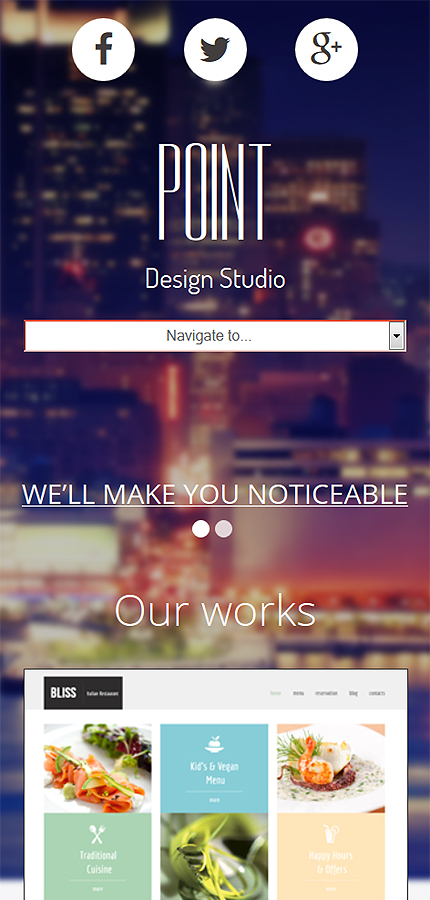 POINT
Design Studio
Navigate to...
WE'LL MAKE YOU NOTICEABLE
Our works
BLISS Italian Restaurant home menu reservation blog contacts
Kid's & Vegan
Menu
more
Traditional
Cuisine
more
Happy Hours
& Offers
more